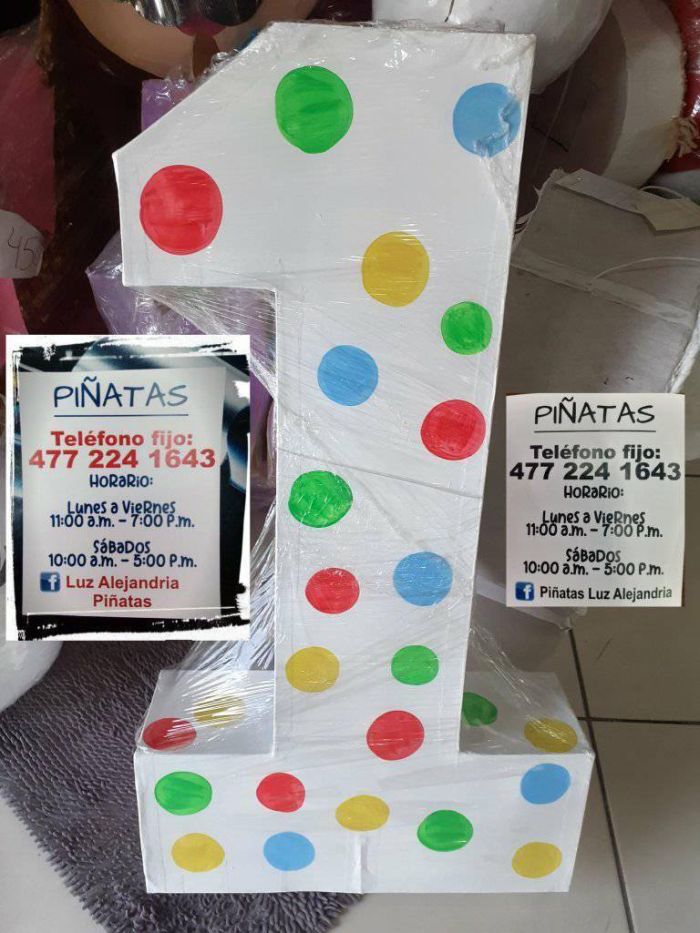 45
PIÑATAS
Teléfono fijo:
477 224 1643
HORaRio:
Lunes a VieRnes
11:00 a.m. – 7:00 P.m.
SábaDos
10:00 a.m. – 5:00 P.m.
f Luz Alejandria
Piñatas
PIÑATAS
Teléfono fijo:
477 224 1643
HORaRio:
Lunes a VieRnes
11:00 a.m. – 7:00 P.m.
SábaDos
10:00 a.m. – 5:00 P.m.
f Piñatas Luz Alejandria